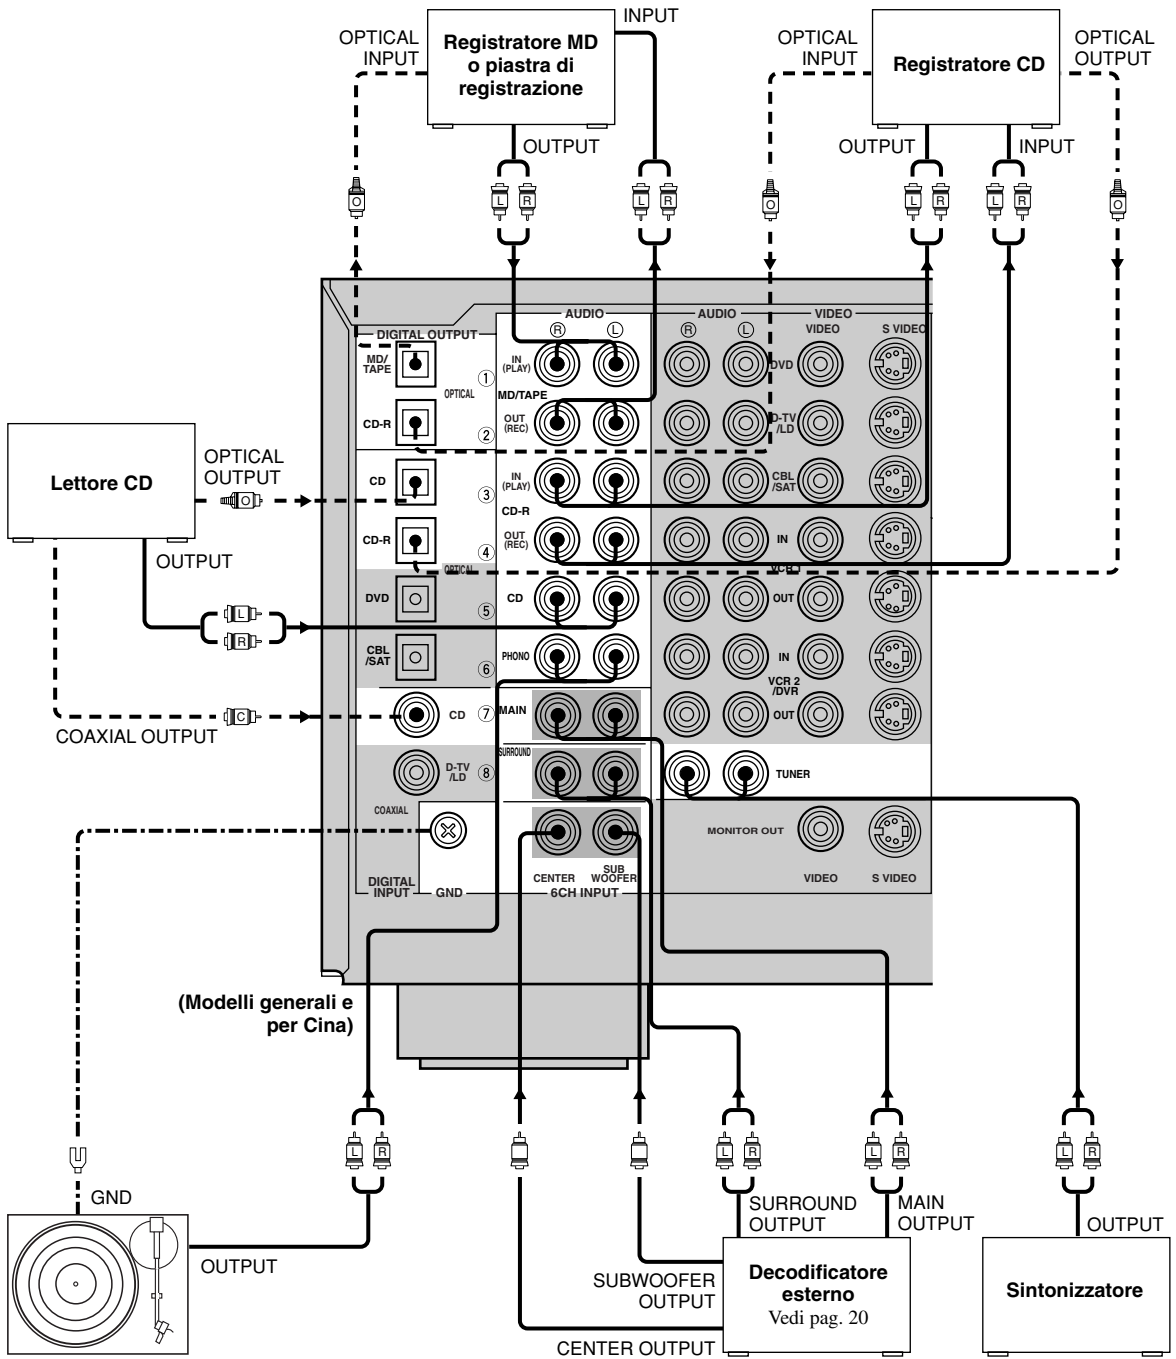 INPUT
OPTICAL
INPUT
Registratore MD
o piastra di
registrazione
OUTPUT
OPTICAL
INPUT
Registratore CD
OPTICAL
OUTPUT
OUTPUT
INPUT
O
L
R
L
R
O
L
R
L
R
O
AUDIO
R
L
AUDIO
R
L
VIDEO
VIDEO
S VIDEO
DIGITAL OUTPUT
MD/
TAPE
1
OPTICAL
CD-R
2
CD
3
CD-R
4
OPTICAL
DVD
5
CBL
/SAT
6
CD
7
D-TV
/LD
8
COAXIAL
DIGITAL
INPUT
GND
IN
(PLAY)
MD/TAPE
OUT
(REC)
IN
(PLAY)
CD-R
OUT
(REC)
CD
PHONO
MAIN
SURROUND
CENTER
SUB
WOOFER
6CH INPUT
DVD
D-TV
/LD
CBL
/SAT
IN
VCR 1
OUT
IN
VCR 2
/DVR
OUT
TUNER
MONITOR OUT
VIDEO
S VIDEO
Lettore CD
OPTICAL
OUTPUT
O
OUTPUT
L
R
C
COAXIAL OUTPUT
(Modelli generali e
per Cina)
L
R
L
R
L
R
L
R
GND
OUTPUT
SURROUND
OUTPUT
MAIN
OUTPUT
OUTPUT
SUBWOOFER
OUTPUT
CENTER OUTPUT
Decodificatore
esterno
Vedi pag. 20
Sintonizzatore